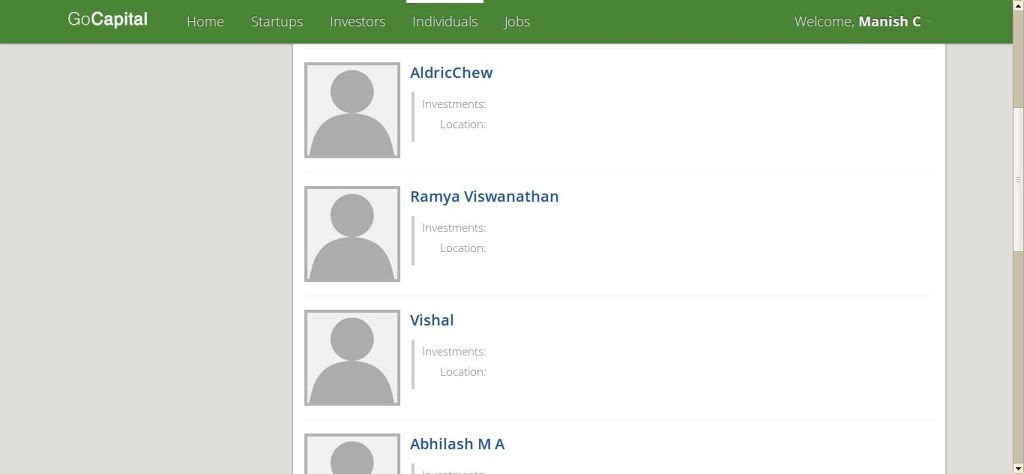 GoCapital Home Startups Investors Individuals Jobs Welcome, Manish C
AldricChew
Investments:
Location:
Ramya Viswanathan
Investments:
Location:
Vishal
Investments:
Location:
Abhilash M A
Investments: